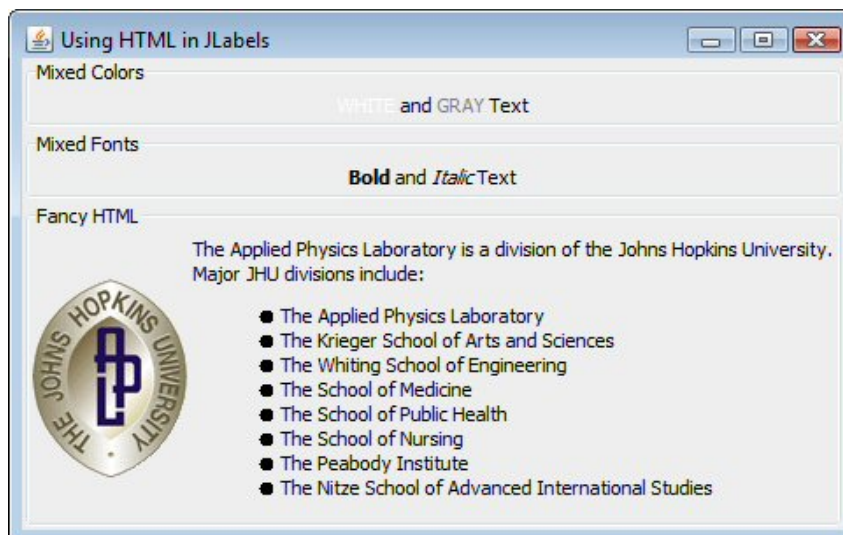 Using HTML in JLabels
Mixed Colors
WHITE and GRAY Text
Mixed Fonts
Bold and Italic Text
Fancy HTML
The Applied Physics Laboratory is a division of the Johns Hopkins University.
Major JHU divisions include:
THE JOHNS HOPKINS UNIVERSITY
APL
● The Applied Physics Laboratory
● The Krieger School of Arts and Sciences
● The Whiting School of Engineering
● The School of Medicine
● The School of Public Health
● The School of Nursing
● The Peabody Institute
● The Nitze School of Advanced International Studies